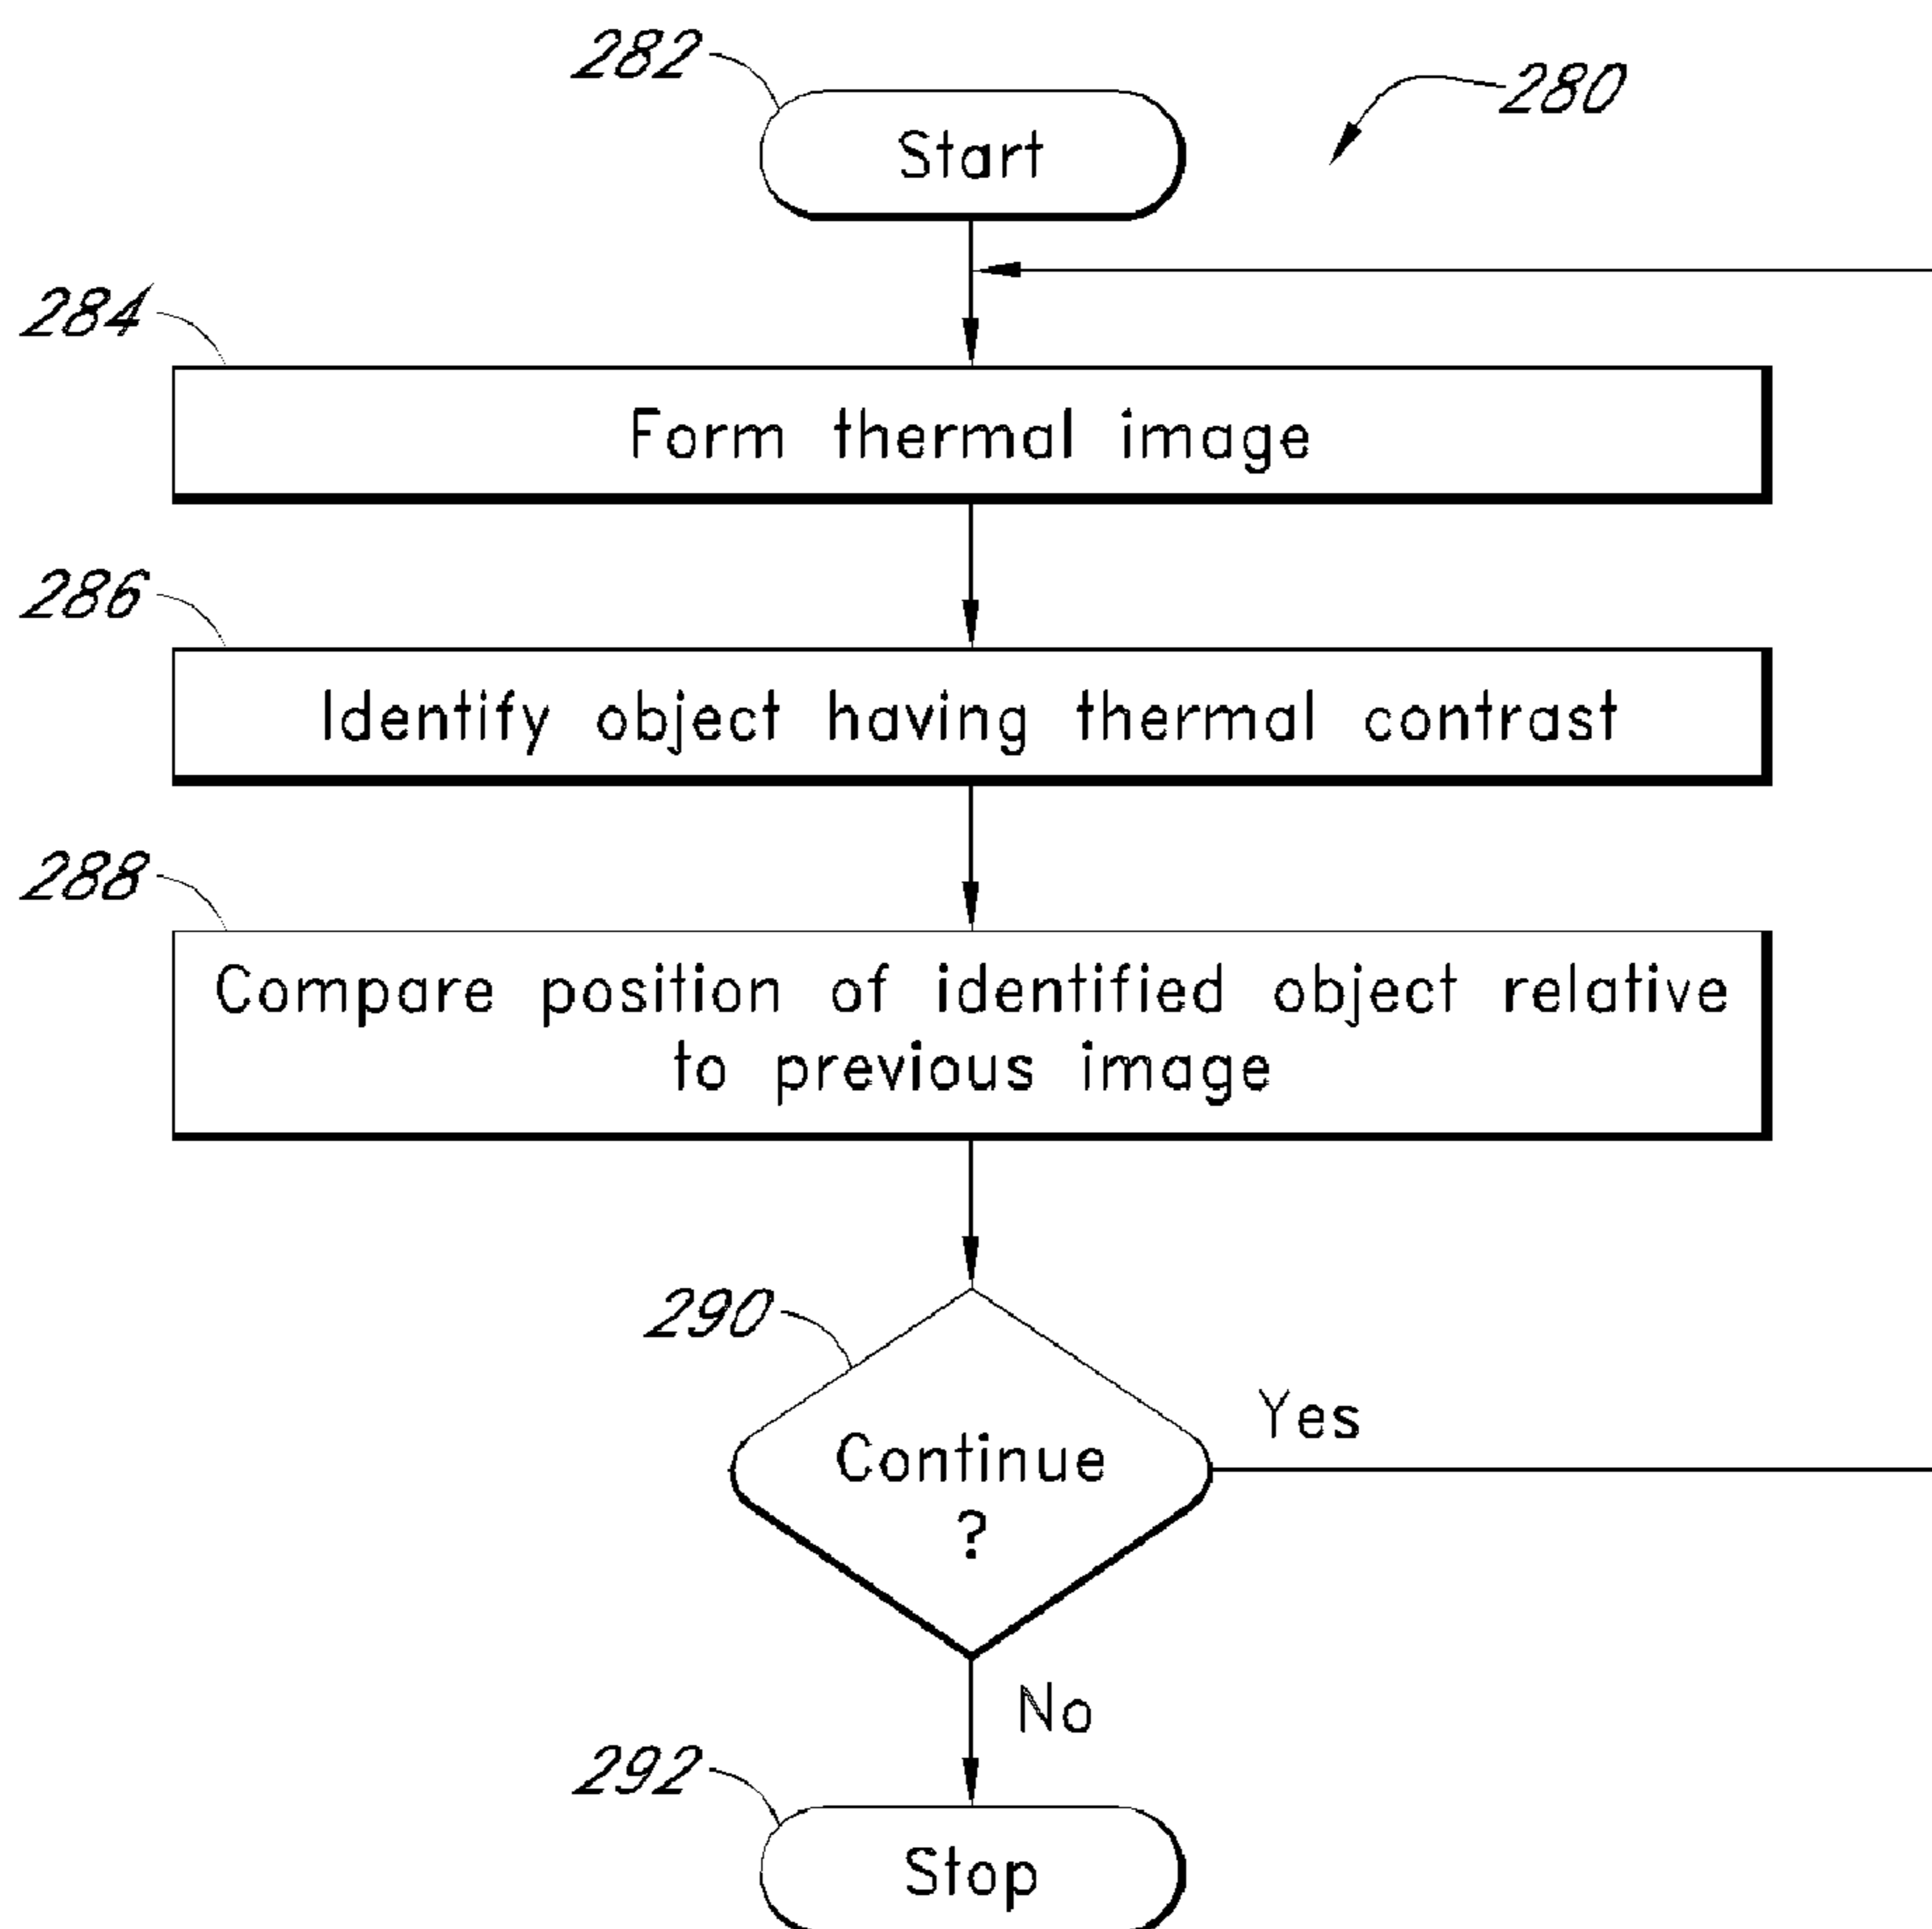 282
280
Start
284
Form thermal image
286
Identify object having thermal contrast
288
Compare position of identified object relative
to previous image
290
Continue
?
Yes
No
292
Stop